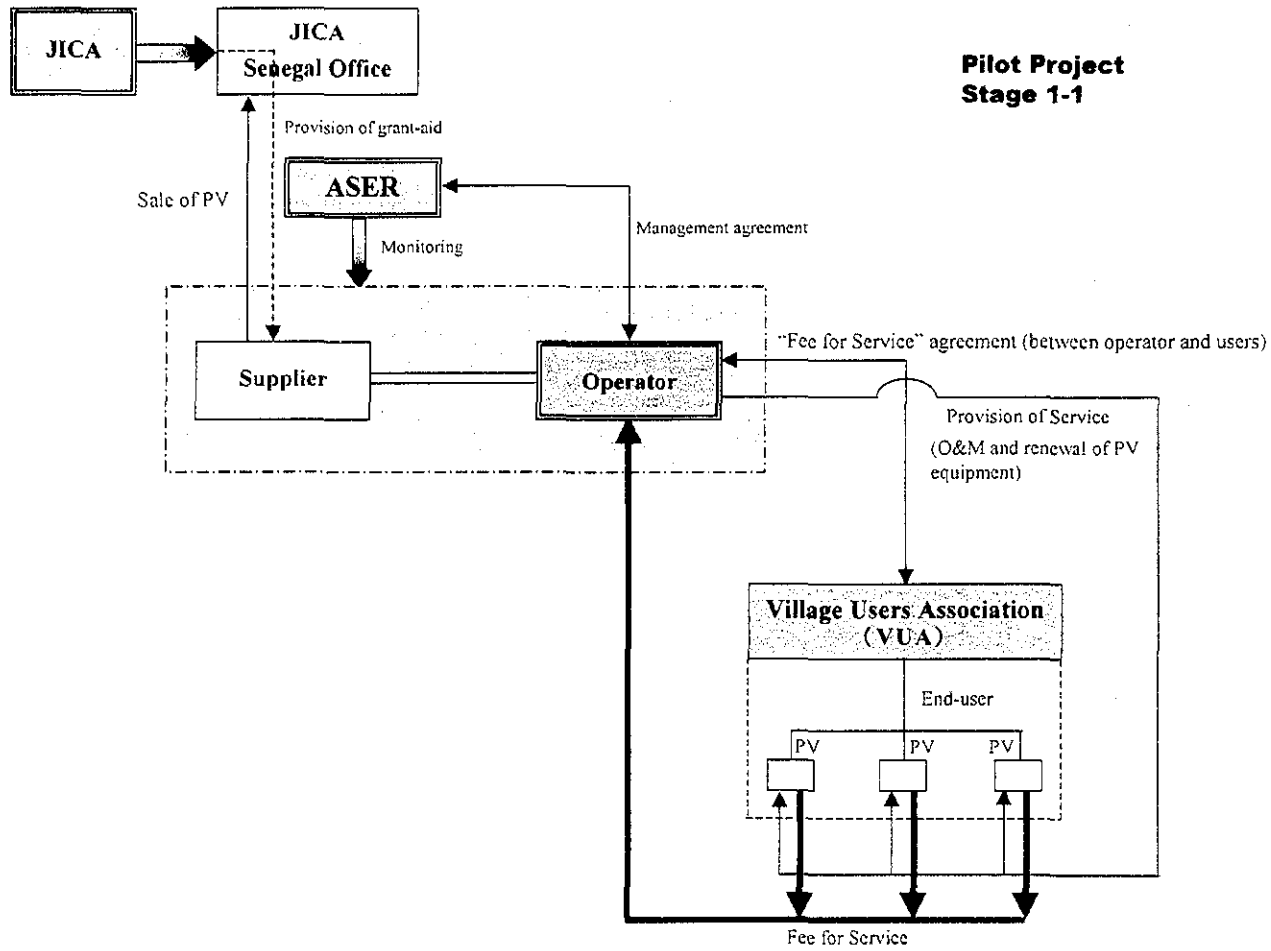 JICA
JICA
Senegal Office
Pilot Project
Stage 1-1
Provision of grant-aid
ASER
Sale of PV
Management agreement
Monitoring
"Fee for Service" agreement (between operator and users)
Supplier
Operator
Provision of Service
(O&M and renewal of PV
equipment)
Village Users Association
(VUA)
End-user
PV
PV
PV
Fee for Service